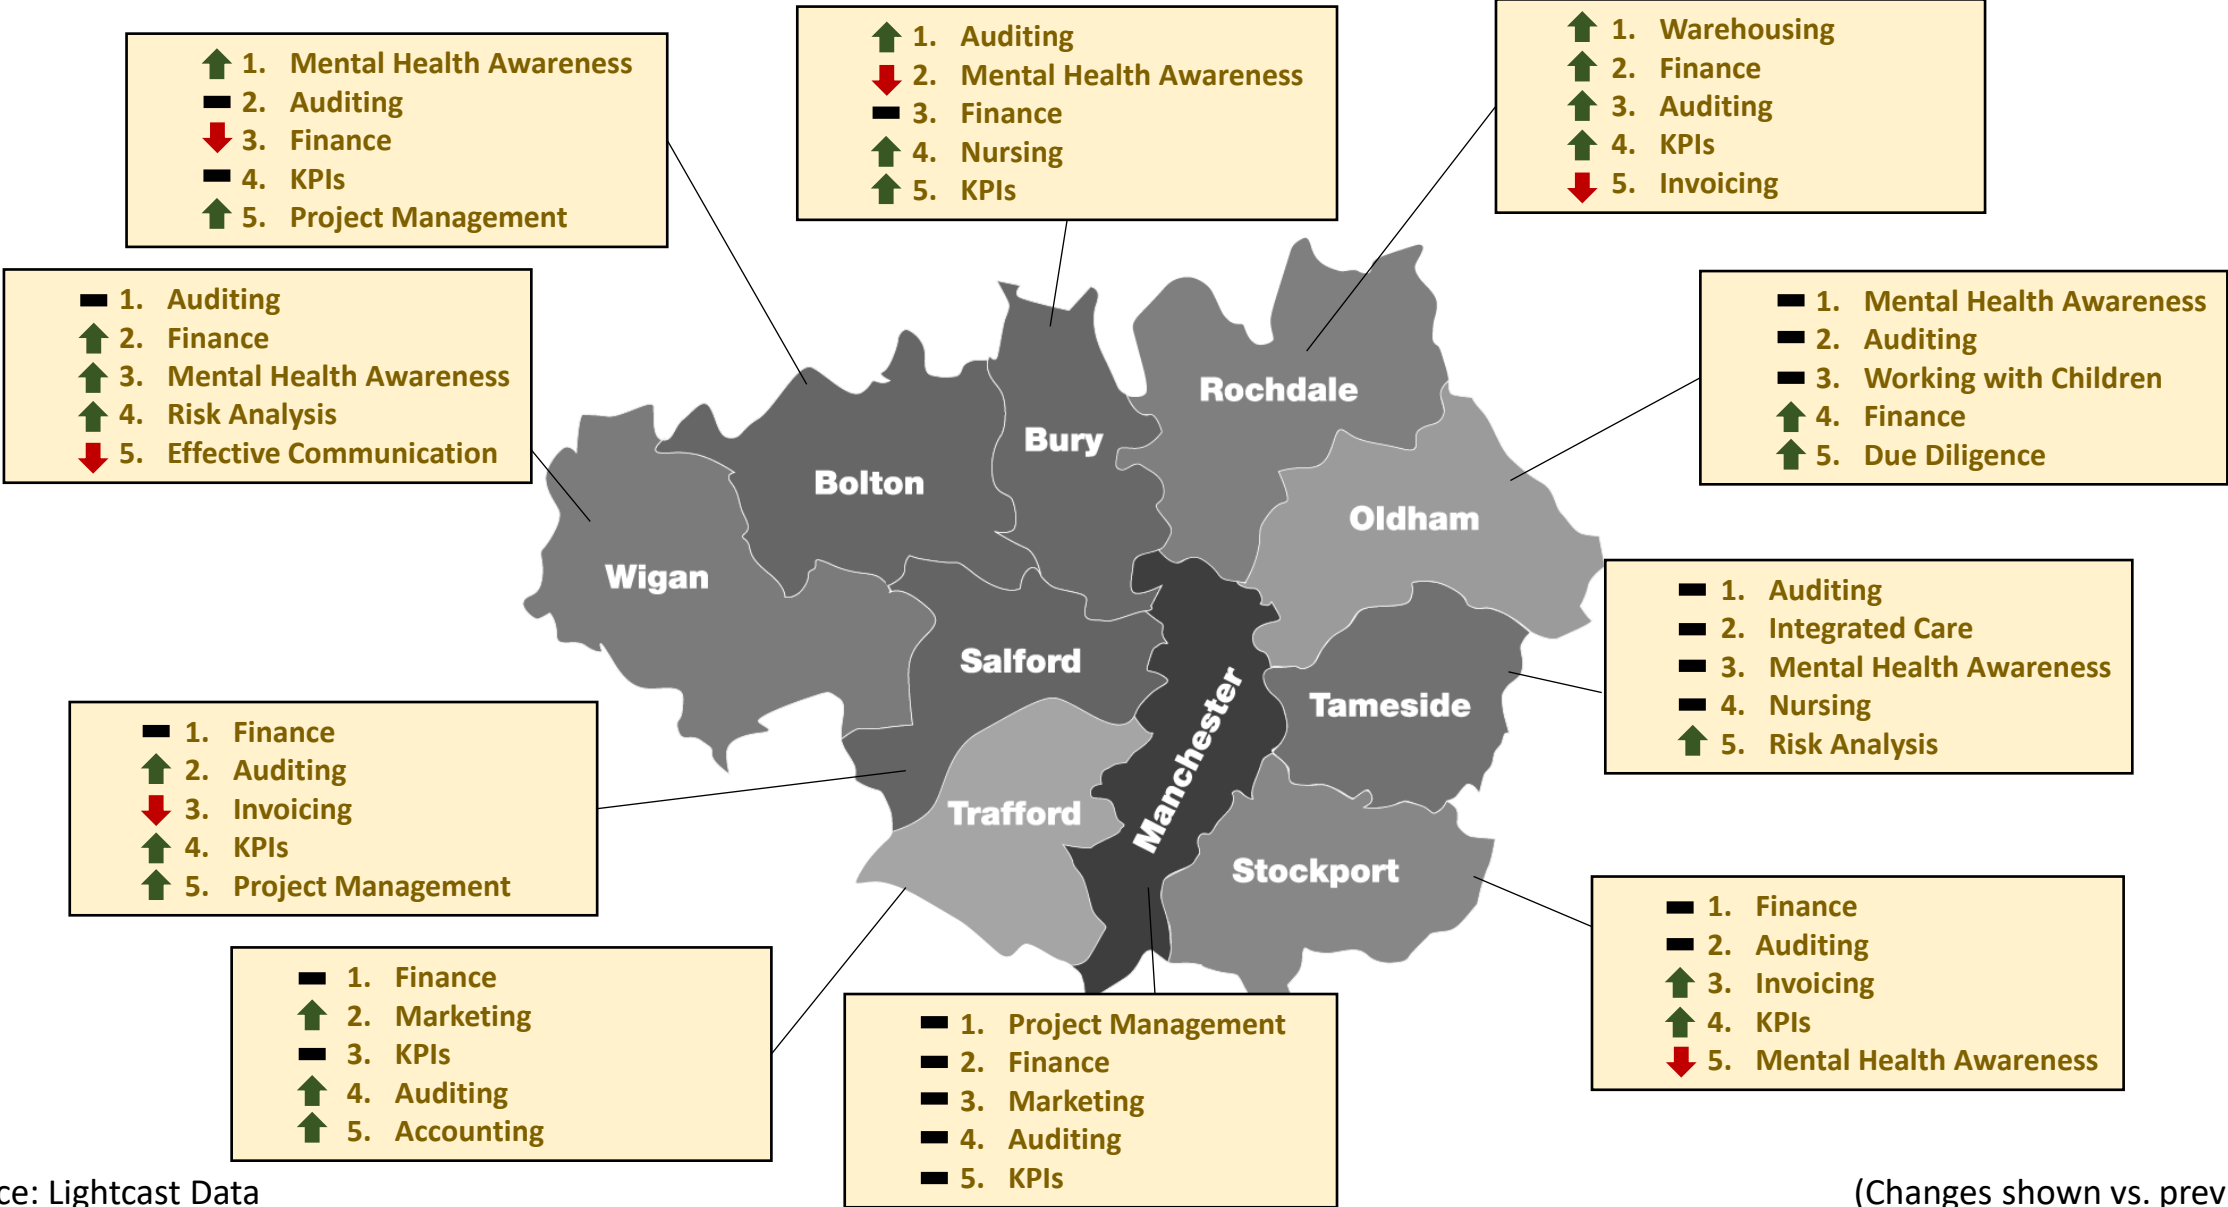 1. Mental Health Awareness
2. Auditing
3. Finance
4. KPIs
5. Project Management
1. Auditing
2. Mental Health Awareness
3. Finance
4. Nursing
5. KPIs
1. Warehousing
2. Finance
3. Auditing
4. KPIs
5. Invoicing
1. Auditing
2. Finance
3. Mental Health Awareness
4. Risk Analysis
5. Effective Communication
1. Mental Health Awareness
2. Auditing
3. Working with Children
4. Finance
5. Due Diligence
Rochdale
Bury
Bolton
Oldham
Wigan
Salford
Tameside
Manchester
Trafford
Stockport
1. Auditing
2. Integrated Care
3. Mental Health Awareness
4. Nursing
5. Risk Analysis
1. Finance
2. Auditing
3. Invoicing
4. KPIs
5. Project Management
1. Finance
2. Auditing
3. Invoicing
4. KPIs
5. Mental Health Awareness
1. Finance
2. Marketing
3. KPIs
4. Auditing
5. Accounting
1. Project Management
2. Finance
3. Marketing
4. Auditing
5. KPIs
ce: Lightcast Data
(Changes shown vs. prev